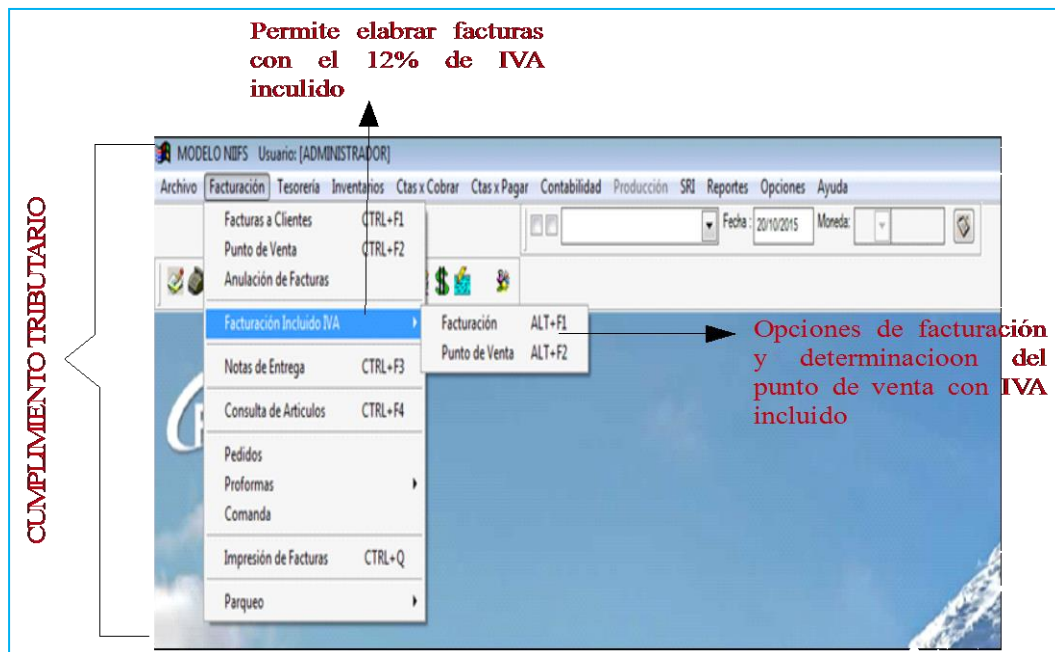 Permite elabrar facturas
con el 12% de IVA
inculido
CUMPLIMIENTO TRIBUTARIO
MODELO NIIFS Usuario: [ADMINISTRADOR]
Archivo Facturación Tesorería Inventarios Ctas x Cobrar Ctas x Pagar Contabilidad Producción SRI Reportes Opciones Ayuda
Fecha : 20/10/2015 Moneda:
Facturas a Clientes CTRL+F1
Punto de Venta CTRL+F2
Anulación de Facturas
Facturación Incluido IVA
Facturación ALT+F1
Punto de Venta ALT+F2
Notas de Entrega CTRL+F3
Consulta de Articulos CTRL+F4
Pedidos
Proformas
Comanda
Impresión de Facturas CTRL+Q
Parqueo
Opciones de facturación
y determinacioon del
punto de venta con IVA
incluido